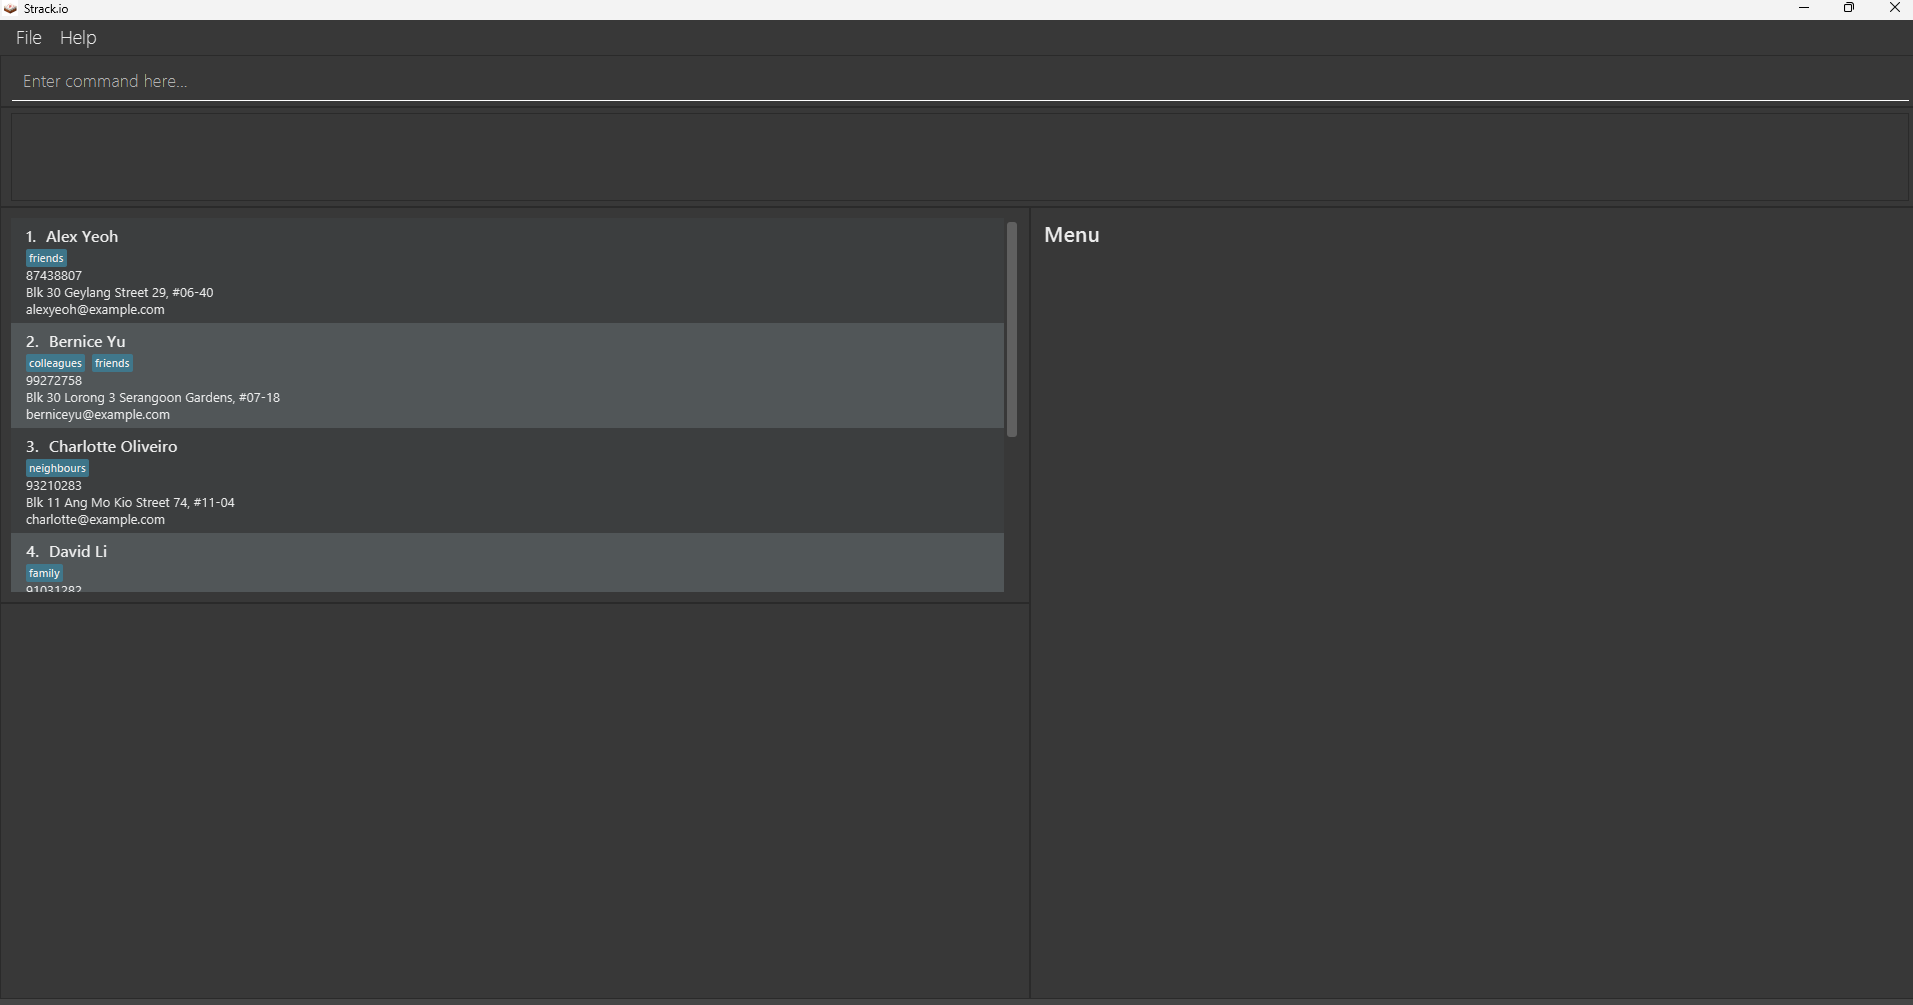 Strack.io
File Help
Enter command here...
1. Alex Yeoh
friends
87438807
Blk 30 Geylang Street 29, #06-40
alexyeoh@example.com
2. Bernice Yu
colleagues friends
99272758
Blk 30 Lorong 3 Serangoon Gardens, #07-18
berniceyu@example.com
3. Charlotte Oliveiro
neighbours
93210283
Blk 11 Ang Mo Kio Street 74, #11-04
charlotte@example.com
4. David Li
family
91031282
Menu